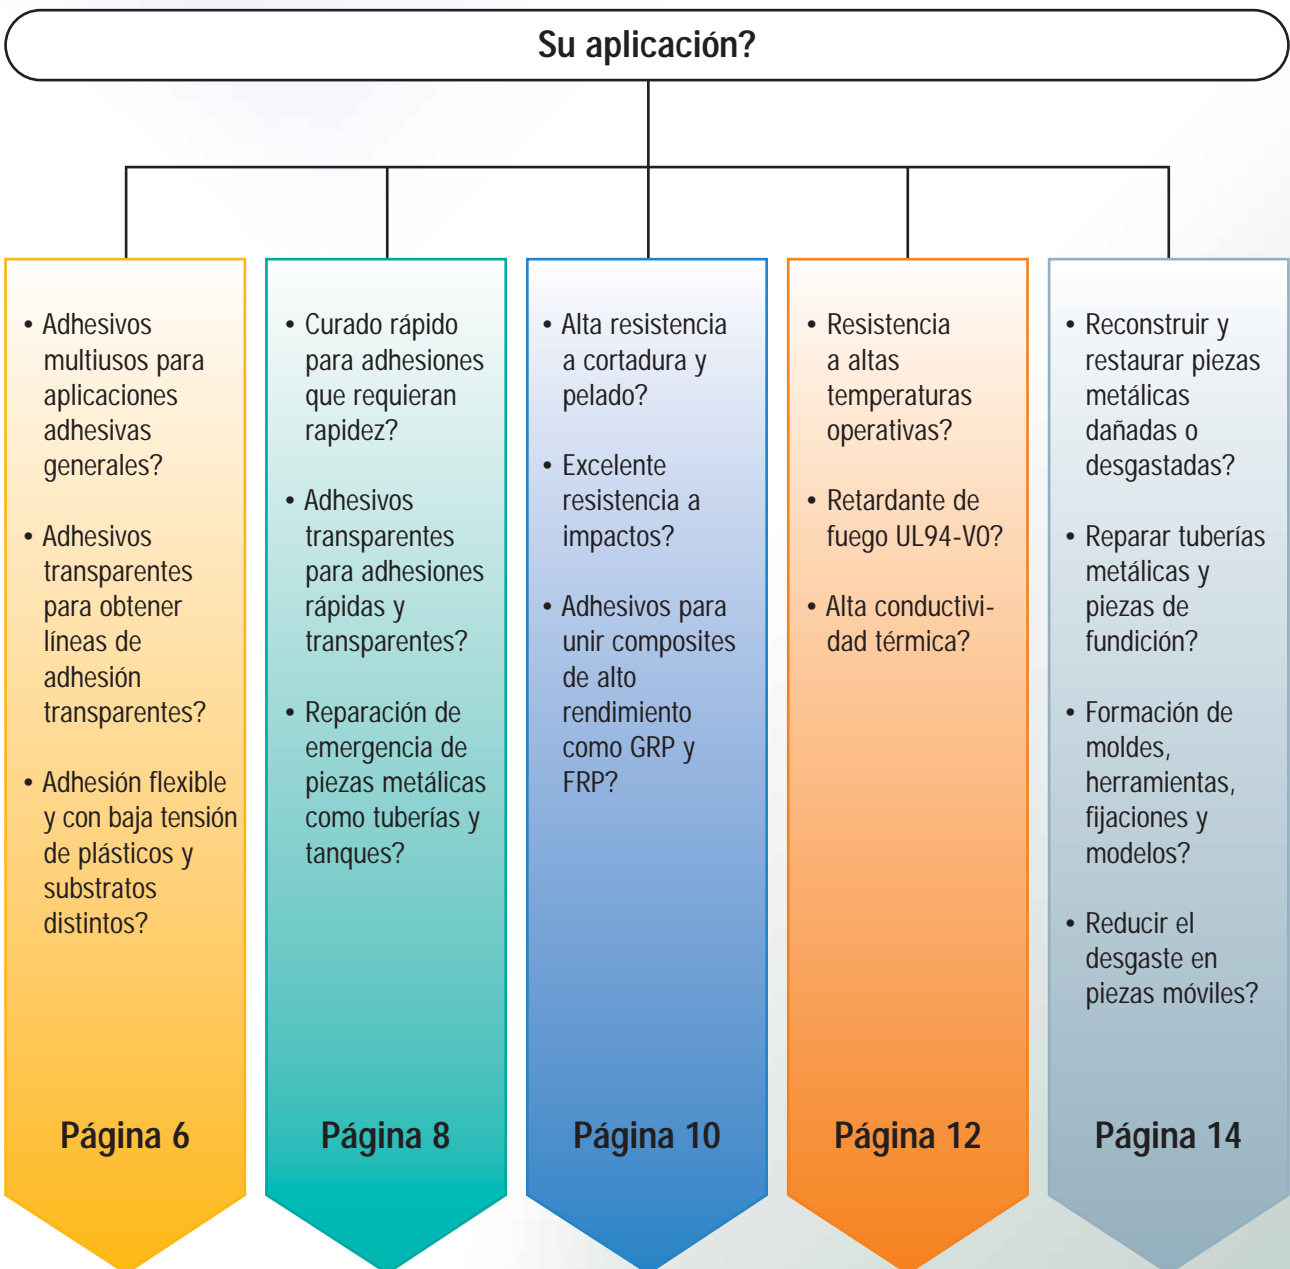 Su aplicación?
• Adhesivos
multiusos para
aplicaciones
adhesivas
generales?
• Adhesivos
transparentes
para obtener
líneas de
adhesión
transparentes?
• Adhesión flexible
y con baja tensión
de plásticos y
substratos
distintos?
Página 6
• Curado rápido
para adhesiones
que requieran
rapidez?
• Adhesivos
transparentes
para adhesiones
rápidas y
transparentes?
• Reparación de
emergencia de
piezas metálicas
como tuberías y
tanques?
Página 8
• Alta resistencia
a cortadura y
pelado?
• Excelente
resistencia a
impactos?
• Adhesivos para
unir composites
de alto
rendimiento
como GRP y
FRP?
Página 10
• Resistencia
a altas
temperaturas
operativas?
• Retardante de
fuego UL94-V0?
• Alta conductivi-
dad térmica?
Página 12
• Reconstruir y
restaurar piezas
metálicas
dañadas o
desgastadas?
• Reparar tuberías
metálicas y
piezas de
fundición?
• Formación de
moldes,
herramientas,
fijaciones y
modelos?
• Reducir el
desgaste en
piezas móviles?
Página 14